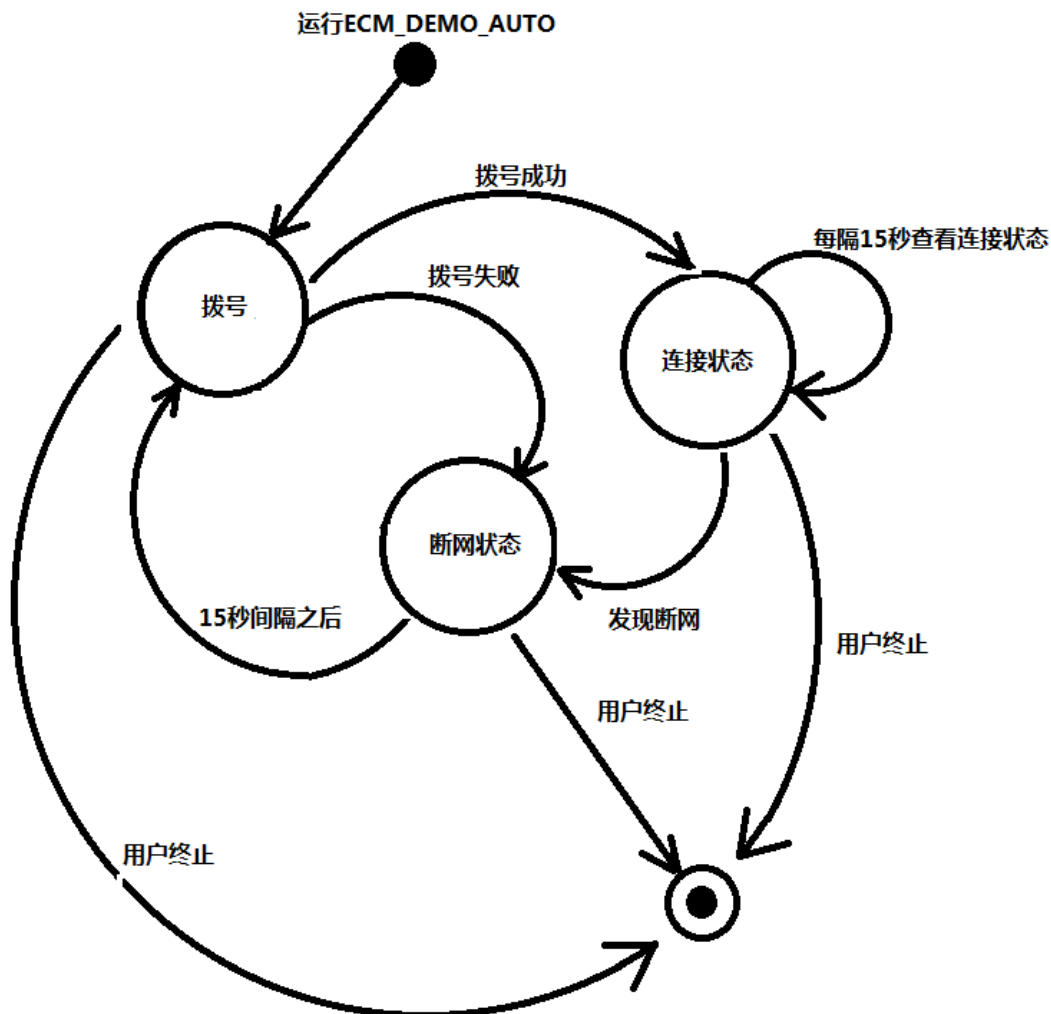 运行ECM_DEMO_AUTO
拨号成功
每隔15秒查看连接状态
拨号失败
拨号
连接状态
断网状态
15秒间隔之后
发现断网
用户终止
用户终止
用户终止